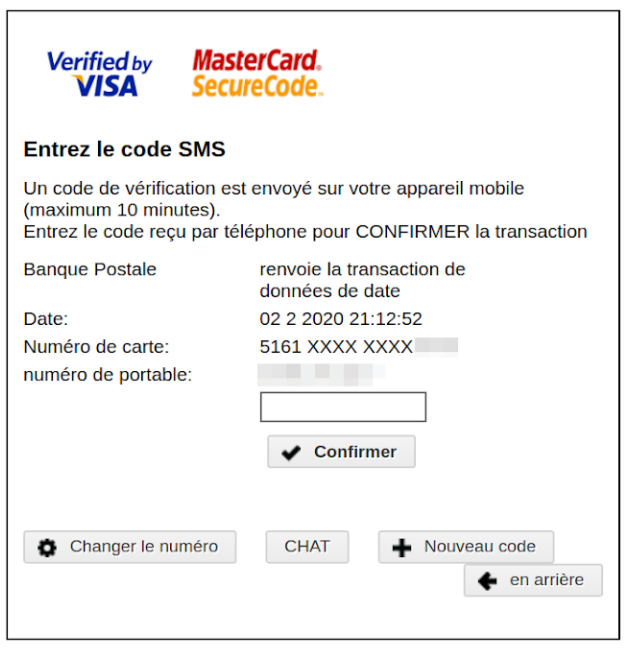 Verified by MasterCard.
VISA SecureCode.
Entrez le code SMS
Un code de vérification est envoyé sur votre appareil mobile
(maximum 10 minutes).
Entrez le code reçu par téléphone pour CONFIRMER la transaction
Banque Postale renvoie la transaction de
données de date
Date: 02 2 2020 21:12:52
Numéro de carte: 5161 XXXX XXXX
numéro de portable:
Confirmer
Changer le numéro CHAT Nouveau code
en arrière